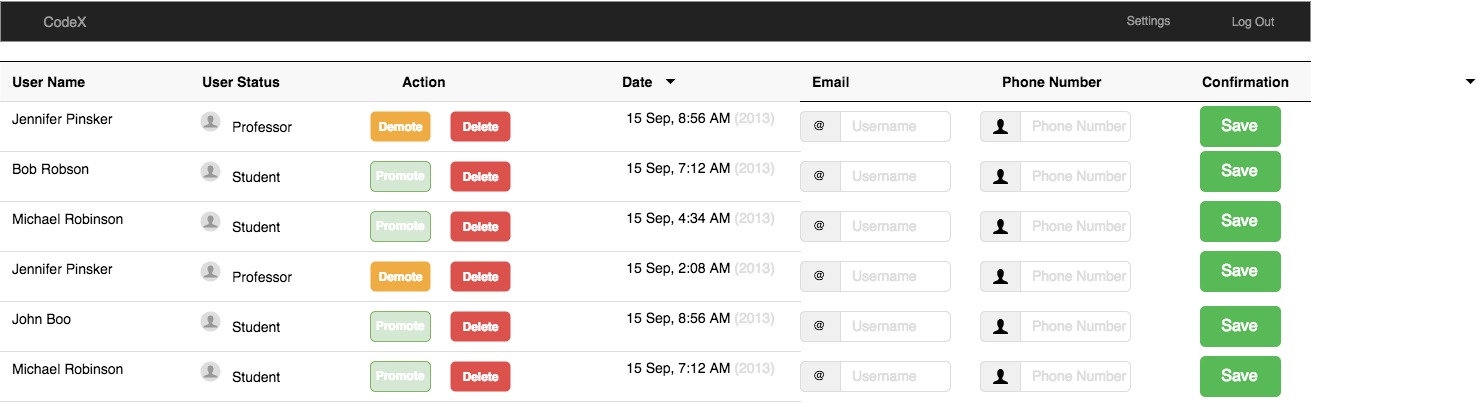 CodeX Settings Log Out
User Name User Status Action Date Email Phone Number Confirmation
Jennifer Pinsker Professor Demote Delete 15 Sep, 8:56 AM (2013) @ Username Phone Number Save
Bob Robson Student Promote Delete 15 Sep, 7:12 AM (2013) @ Username Phone Number Save
Michael Robinson Student Promote Delete 15 Sep, 4:34 AM (2013) @ Username Phone Number Save
Jennifer Pinsker Professor Demote Delete 15 Sep, 2:08 AM (2013) @ Username Phone Number Save
John Boo Student Promote Delete 15 Sep, 8:56 AM (2013) @ Username Phone Number Save
Michael Robinson Student Promote Delete 15 Sep, 7:12 AM (2013) @ Username Phone Number Save